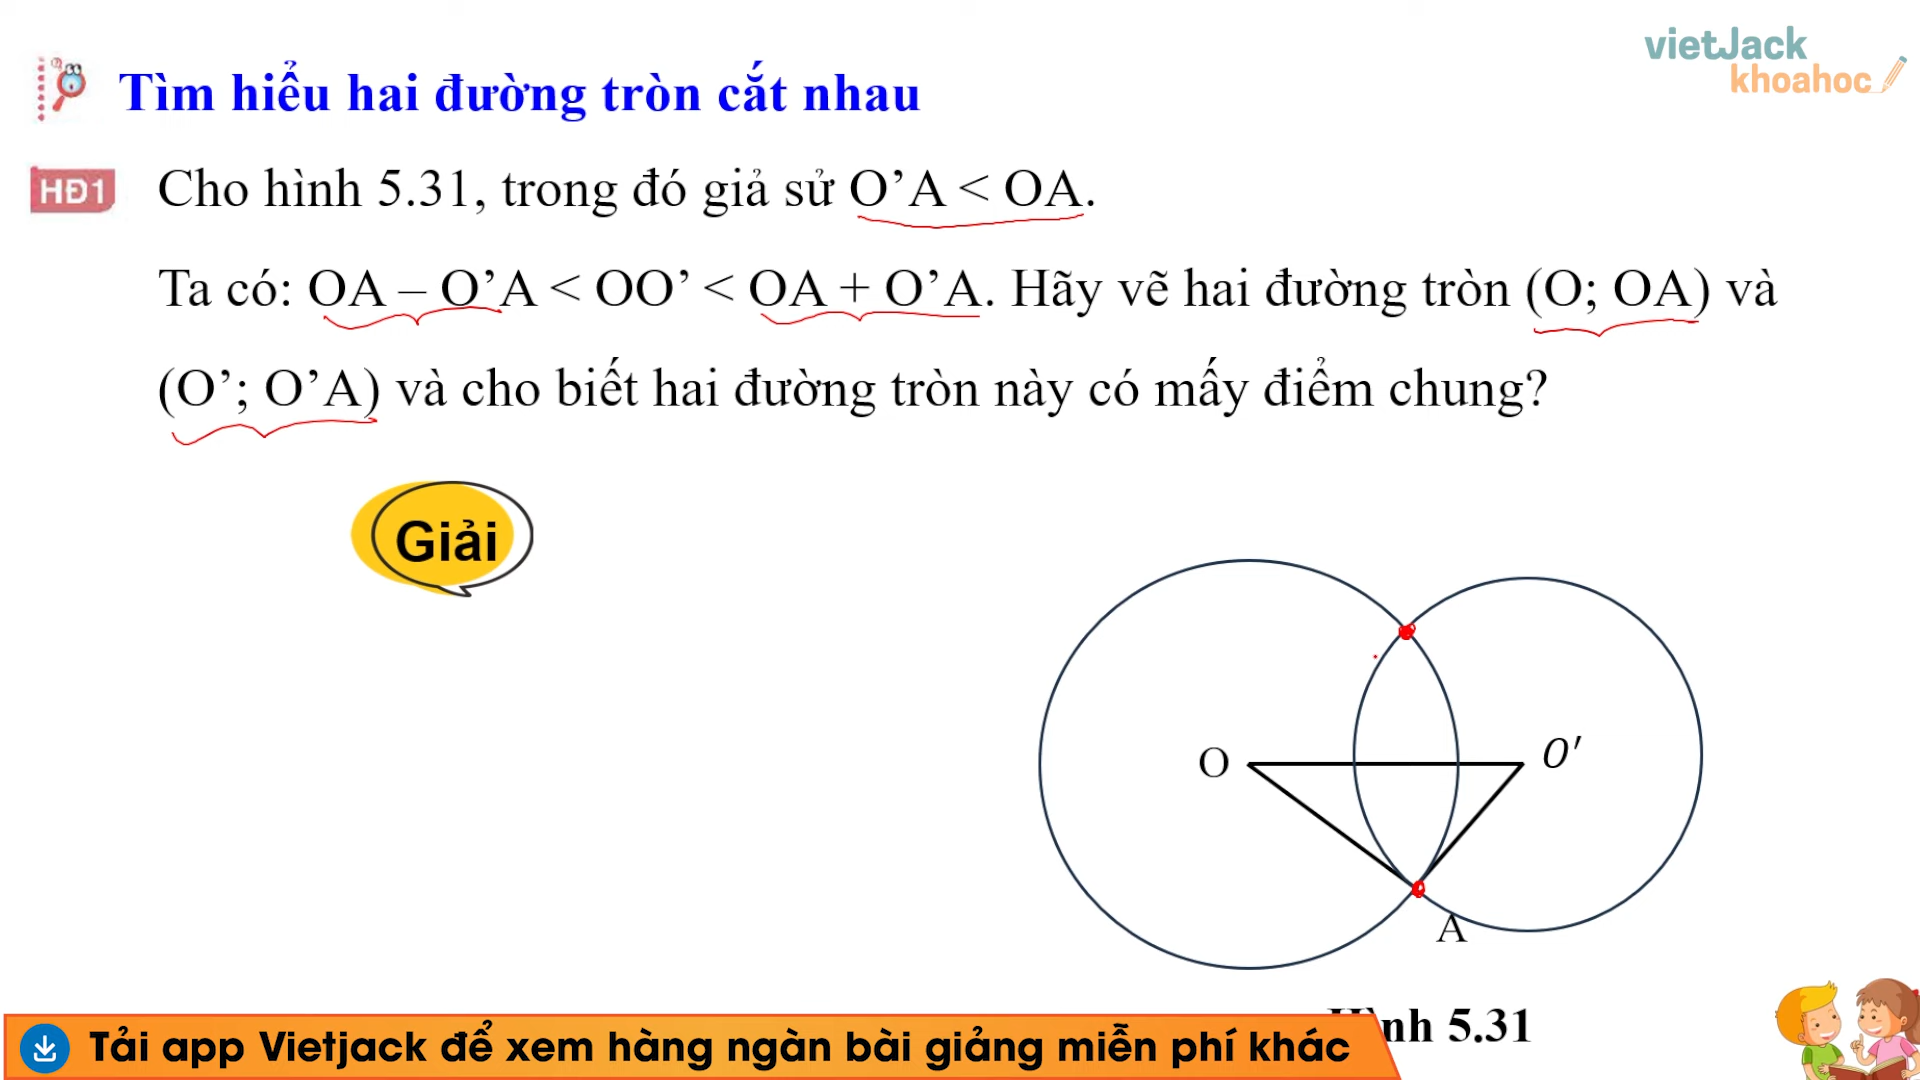 vietJack
khoahoc
Tìm hiểu hai đường tròn cắt nhau
HĐ1
Cho hình 5.31, trong đó giả sử O’A < OA.
Ta có: OA – O’A < OO’ < OA + O’A. Hãy vẽ hai đường tròn (O; OA) và
(O’; O’A) và cho biết hai đường tròn này có mấy điểm chung?
Giải
O
O′
A
Hình 5.31
Tải app Vietjack để xem hàng ngàn bài giảng miễn phí khác